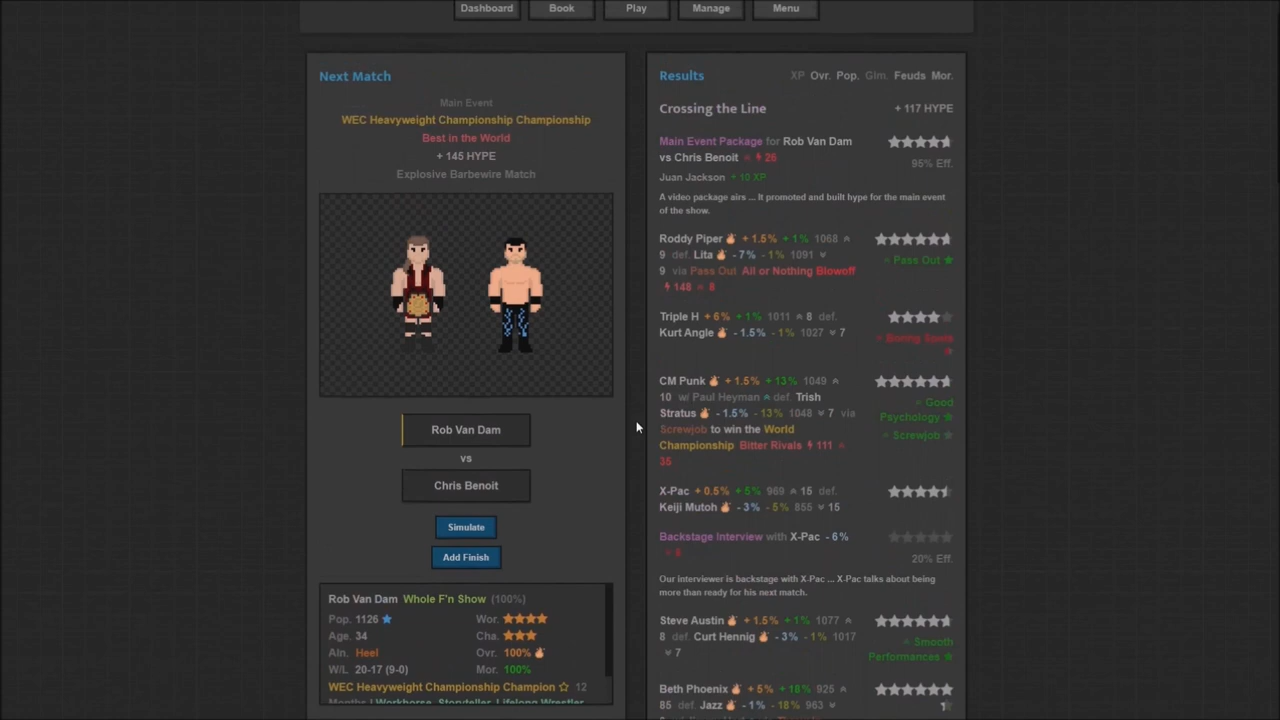 Dashboard
Book
Play
Manage
Menu
Next Match
Main Event
WEC Heavyweight Championship Championship
Best in the World
+ 145 HYPE
Explosive Barbewire Match
Rob Van Dam
vs
Chris Benoit
Simulate
Add Finish
Rob Van Dam Whole F'n Show (100%)
Pop. 1126
Wor.
Age. 34
Cha.
Aln. Heel
Ovr. 100%
W/L 20-17 (9-0)
Mor. 100%
WEC Heavyweight Championship Champion 12
Months | Workhorse, Storyteller, Lifelong Wrestler
Results
XP Ovr. Pop. Gim. Feuds Mor.
Crossing the Line
+ 117 HYPE
Main Event Package for Rob Van Dam
vs Chris Benoit 26
95% Eff.
Juan Jackson + 10 XP
A video package airs ... It promoted and built hype for the main event
of the show.
Roddy Piper + 1.5% + 1% 1068
9 def. Lita - 7% - 1% 1091
Pass Out
9 via Pass Out All or Nothing Blowoff
148 8
Triple H + 6% + 1% 1011 8 def.
Kurt Angle - 1.5% - 1% 1027 7
Boring Spots
CM Punk + 1.5% + 13% 1049
10 w/ Paul Heyman def. Trish
Good
Stratus - 1.5% - 13% 1048 7 via
Psychology
Screwjob to win the World
Screwjob
Championship Bitter Rivals 111
35
X-Pac + 0.5% + 5% 969 15 def.
Keiji Mutoh - 3% - 5% 855 15
Backstage Interview with X-Pac - 6%
20% Eff.
Our interviewer is backstage with X-Pac ... X-Pac talks about being
more than ready for his next match.
Steve Austin + 1.5% + 1% 1077
8 def. Curt Hennig - 3% - 1% 1017
Smooth
7
Performances
Beth Phoenix + 5% + 18% 925
85 def. Jazz - 1% - 18% 963